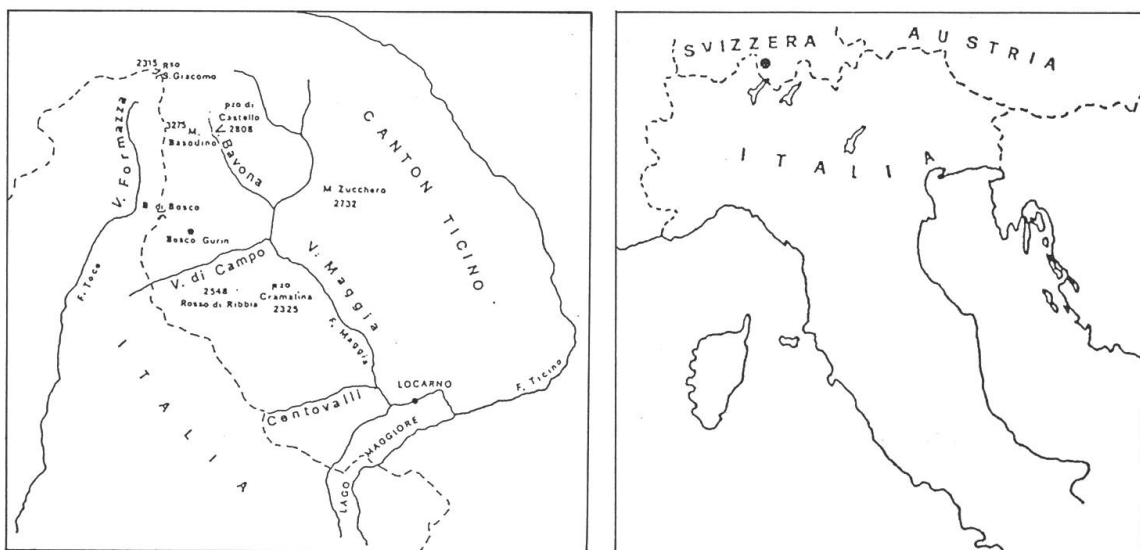 2315 Pso
S. Giacomo
V. Formazza
3275 M.
Basodino
pzo di
Castello
2808
V. Bavona
CANTON TICINO
M Zucchero
2732
di Bosco
Bosco Gurin
V. di Campo
V. Maggia
F. Toce
2548
Rosso di Ribbia
pzo
Cramalina
2325
F. Maggia
ITALIA
LOCARNO
F. Ticino
Centovalli
LAGO MAGGIORE
SVIZZERA
AUSTRIA
ITALIA